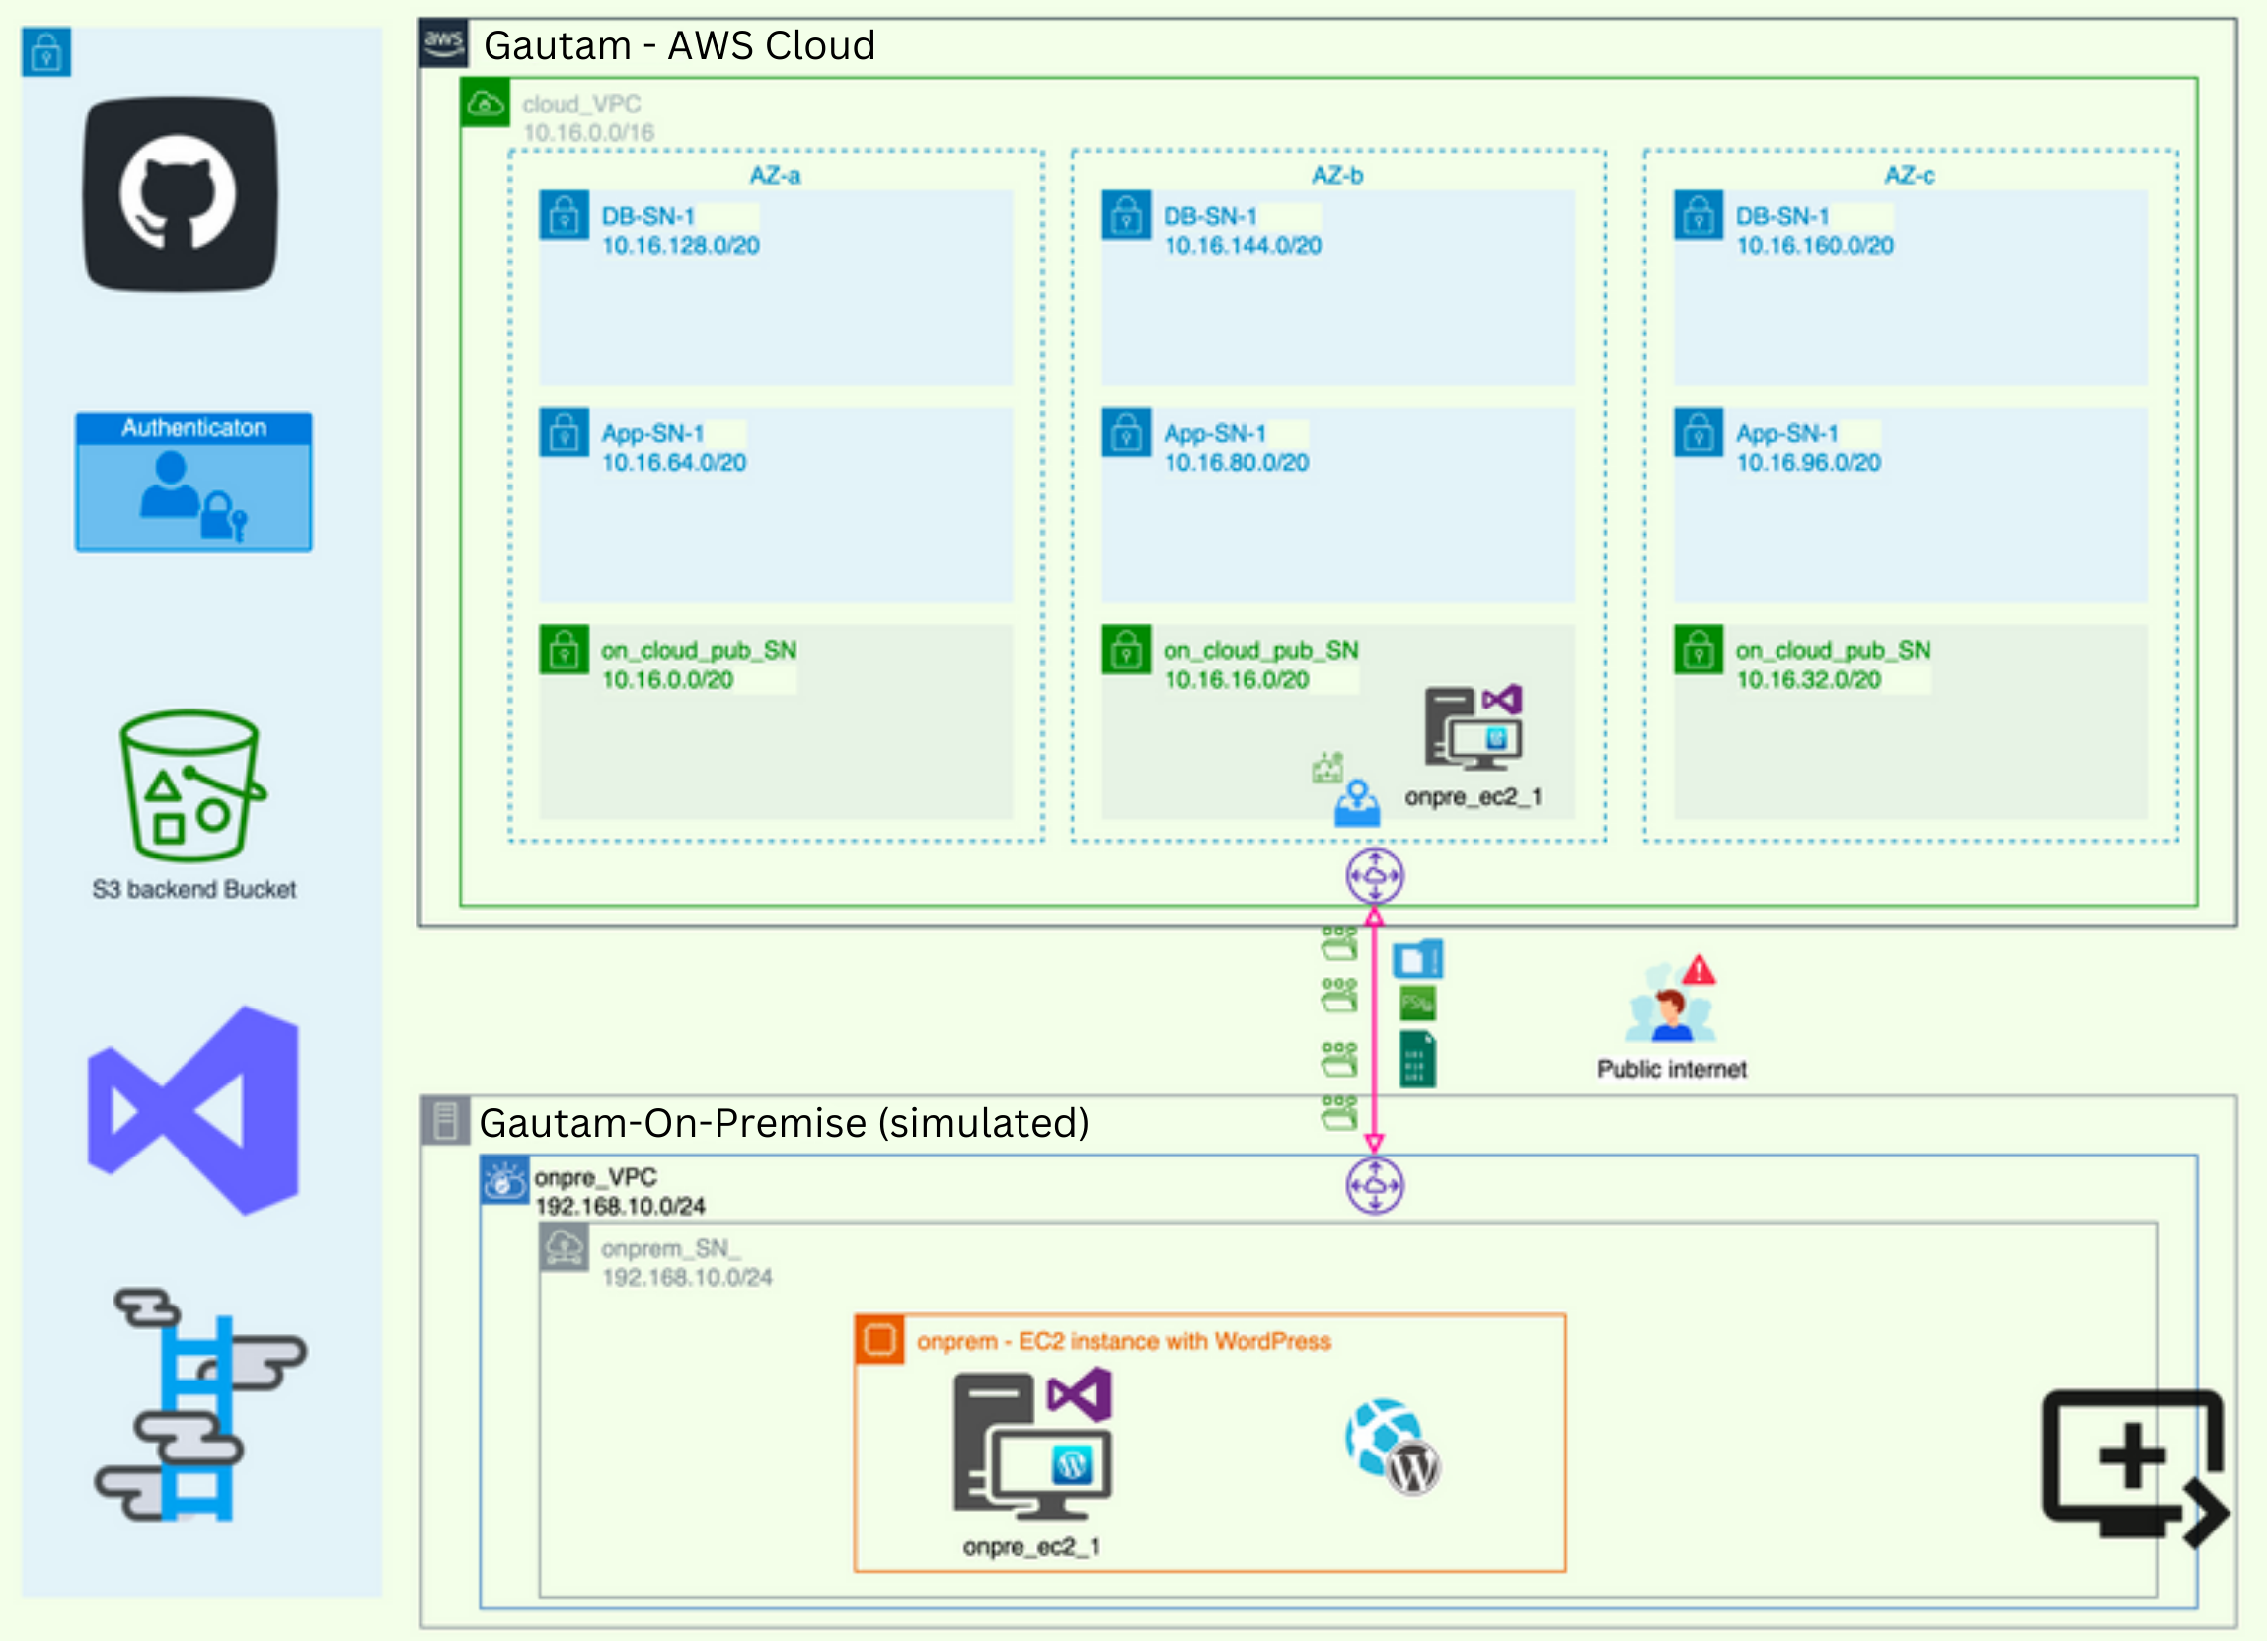 aws
Gautam - AWS Cloud
cloud_VPC
10.16.0.0/16
AZ-a
DB-SN-1
10.16.128.0/20
App-SN-1
10.16.64.0/20
on_cloud_pub_SN
10.16.0.0/20
AZ-b
DB-SN-1
10.16.144.0/20
App-SN-1
10.16.80.0/20
on_cloud_pub_SN
10.16.16.0/20
onpre_ec2_1
AZ-c
DB-SN-1
10.16.160.0/20
App-SN-1
10.16.96.0/20
on_cloud_pub_SN
10.16.32.0/20
Authenticaton
S3 backend Bucket
Public internet
Gautam-On-Premise (simulated)
onpre_VPC
192.168.10.0/24
onprem_SN_
192.168.10.0/24
onprem - EC2 instance with WordPress
onpre_ec2_1